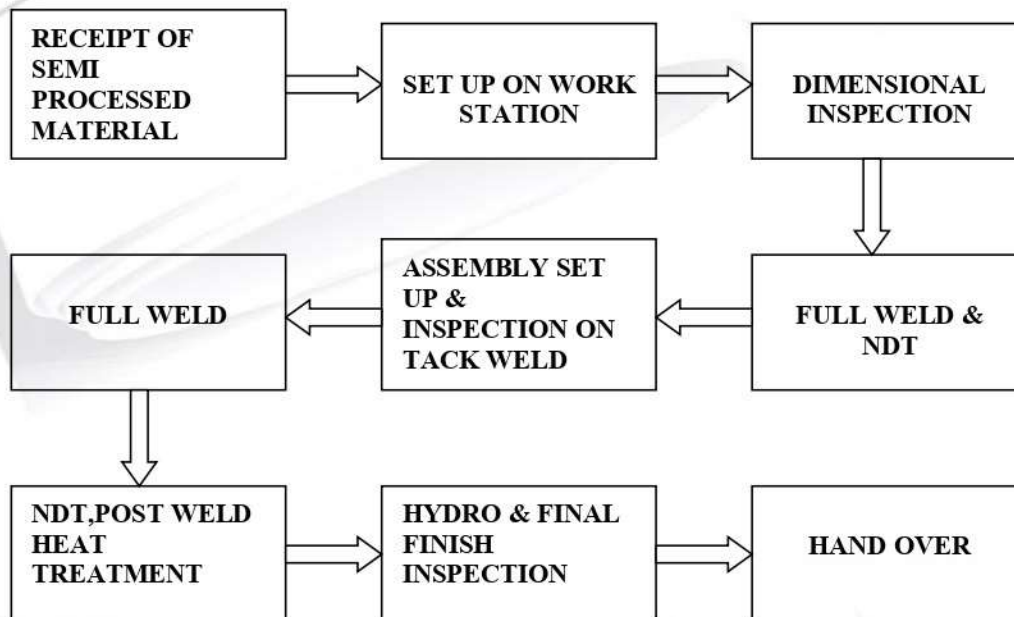 RECEIPT OF
SEMI
PROCESSED
MATERIAL
SET UP ON WORK
STATION
DIMENSIONAL
INSPECTION
FULL WELD &
NDT
ASSEMBLY SET
UP &
INSPECTION ON
TACK WELD
FULL WELD
NDT,POST WELD
HEAT
TREATMENT
HYDRO & FINAL
FINISH
INSPECTION
HAND OVER